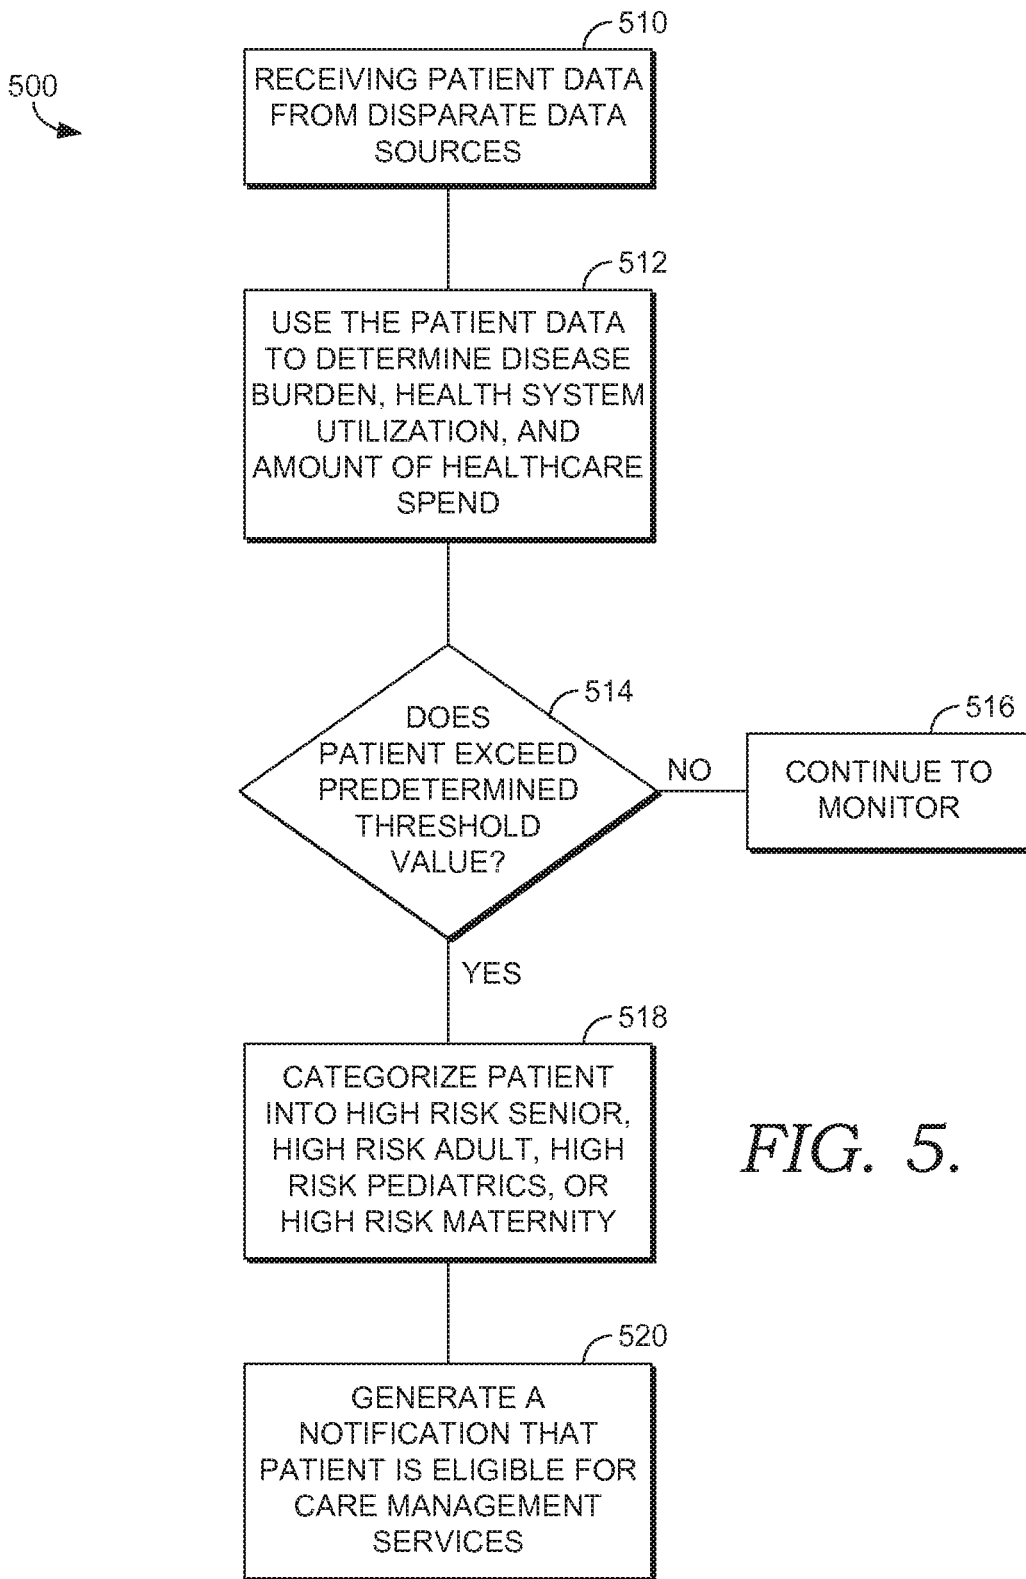 500
510
RECEIVING PATIENT DATA
FROM DISPARATE DATA
SOURCES
512
USE THE PATIENT DATA
TO DETERMINE DISEASE
BURDEN, HEALTH SYSTEM
UTILIZATION, AND
AMOUNT OF HEALTHCARE
SPEND
514
DOES
PATIENT EXCEED
PREDETERMINED
THRESHOLD
VALUE?
NO
516
CONTINUE TO
MONITOR
YES
518
CATEGORIZE PATIENT
INTO HIGH RISK SENIOR,
HIGH RISK ADULT, HIGH
RISK PEDIATRICS, OR
HIGH RISK MATERNITY
FIG. 5.
520
GENERATE A
NOTIFICATION THAT
PATIENT IS ELIGIBLE FOR
CARE MANAGEMENT
SERVICES